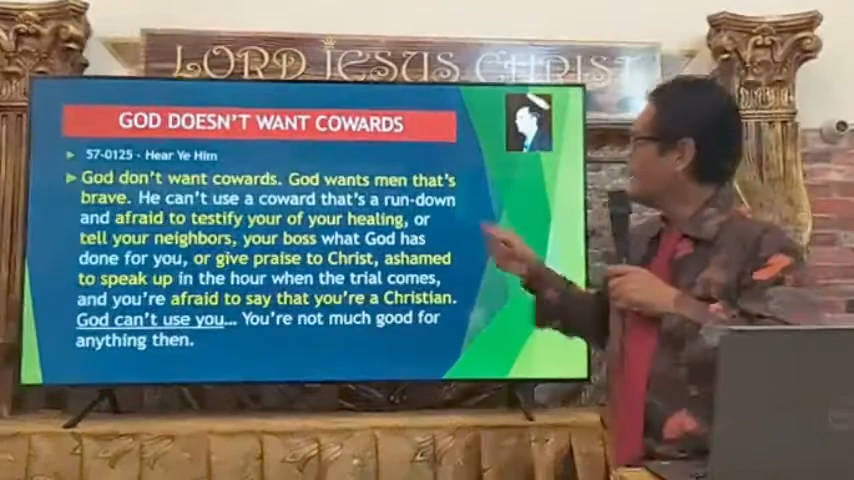 LORD JESUS CHRIST
GOD DOESN'T WANT COWARDS
57-0125 - Hear Ye Him
God don't want cowards. God wants men that's
brave. He can't use a coward that's a run-down
and afraid to testify your of your healing, or
tell your neighbors, your boss what God has
done for you, or give praise to Christ, ashamed
to speak up in the hour when the trial comes,
and you're afraid to say that you're a Christian.
God can't use you... You're not much good for
anything then.